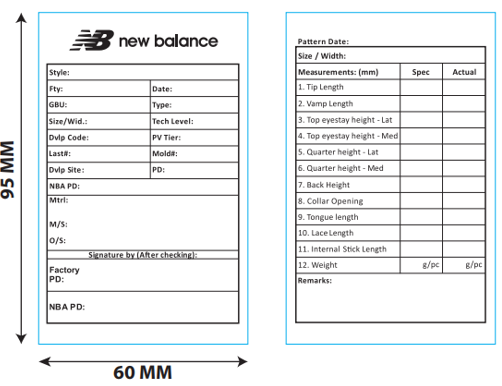 NB new balance
Style:
Fty: Date:
GBU: Type:
Size/Wid.: Tech Level:
Dvlp Code: PV Tier:
Last#: Mold#:
Dvlp Site: PD:
NBA PD:
Mtrl:
M/S:
O/S:
Signature by (After checking):
Factory
PD:
NBA PD:
95 MM
60 MM
Pattern Date:
Size / Width:
Measurements: (mm) Spec Actual
1. Tip Length
2. Vamp Length
3. Top eyestay height - Lat
4. Top eyestay height - Med
5. Quarter height - Lat
6. Quarter height - Med
7. Back Height
8. Collar Opening
9. Tongue length
10. Lace Length
11. Internal Stick Length
12. Weight g/pc g/pc
Remarks: